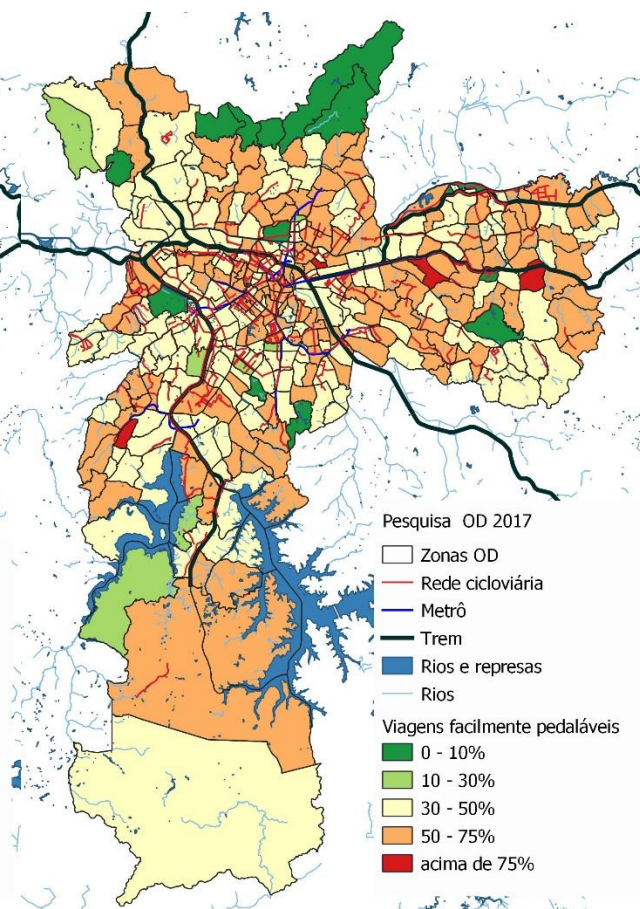 Pesquisa OD 2017
Zonas OD
Rede cicloviária
Metrô
Trem
Rios e represas
Rios
Viagens facilmente pedaláveis
0 - 10%
10 - 30%
30 - 50%
50 - 75%
acima de 75%